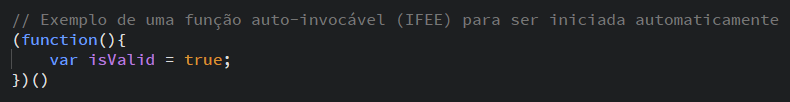 // Exemplo de uma função auto-invocável (IFEE) para ser iniciada automaticamente
(function(){
    var isValid = true;
})()